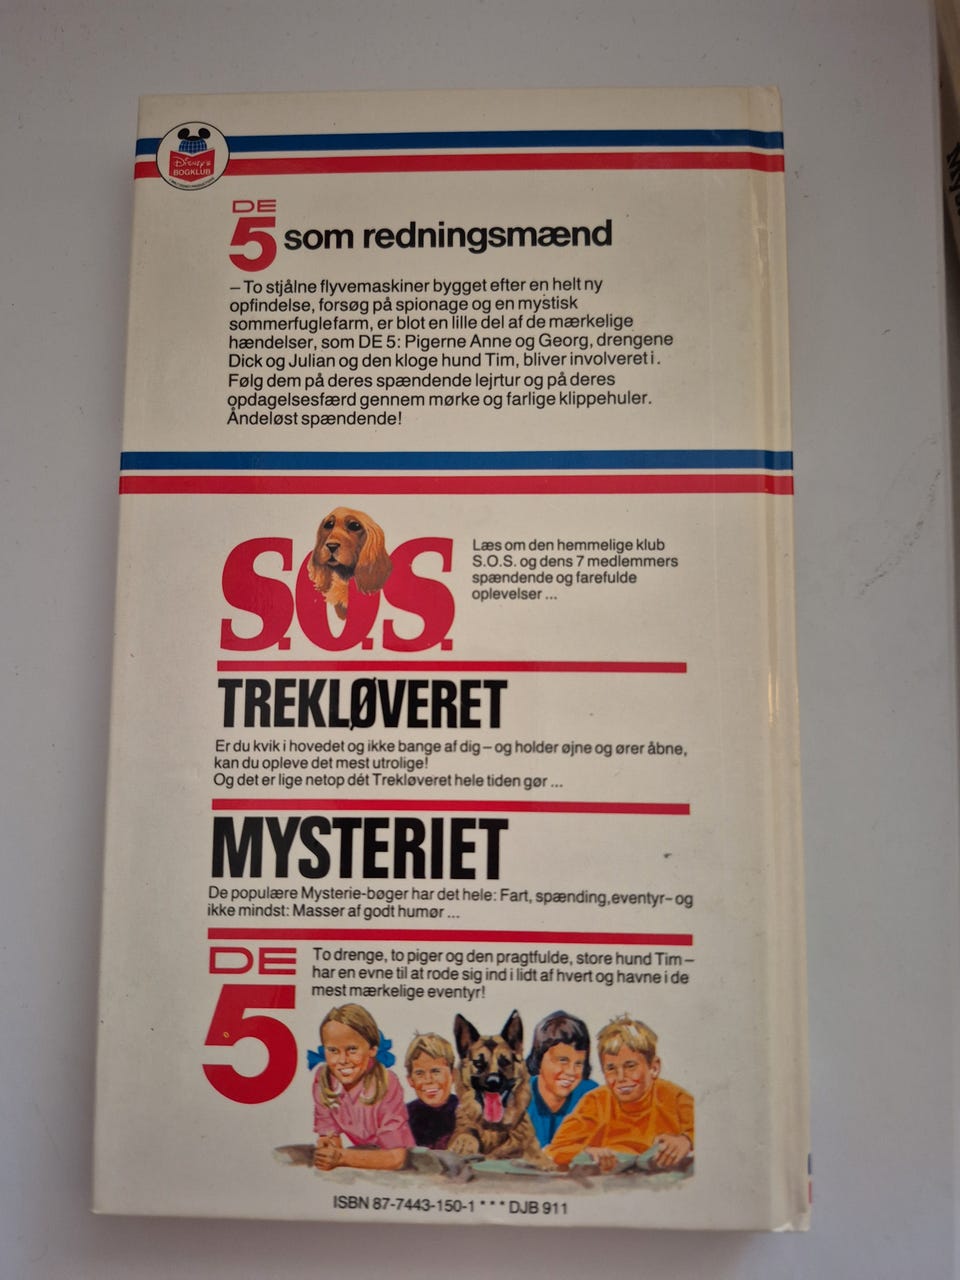 Disney's
BOGKLUB
DE
5 som redningsmænd
– To stjålne flyvemaskiner bygget efter en helt ny
opfindelse, forsøg på spionage og en mystisk
sommerfuglefarm, er blot en lille del af de mærkelige
hændelser, som DE 5: Pigerne Anne og Georg, drengene
Dick og Julian og den kloge hund Tim, bliver involveret i.
Følg dem på deres spændende lejrtur og på deres
opdagelsesfærd gennem mørke og farlige klippehuler.
Åndeløst spændende!
S.O.S.
Læs om den hemmelige klub
S.O.S. og dens 7 medlemmers
spændende og farefulde
oplevelser ...
TREKLØVERET
Er du kvik i hovedet og ikke bange af dig – og holder øjne og ører åbne,
kan du opleve det mest utrolige!
Og det er lige netop dét Trekløveret hele tiden gør ...
MYSTERIET
De populære Mysterie-bøger har det hele: Fart, spænding,eventyr– og
ikke mindst: Masser af godt humør ...
DE
5
To drenge, to piger og den pragtfulde, store hund Tim –
har en evne til at rode sig ind i lidt af hvert og havne i de
mest mærkelige eventyr!
ISBN 87-7443-150-1 * * * DJB 911